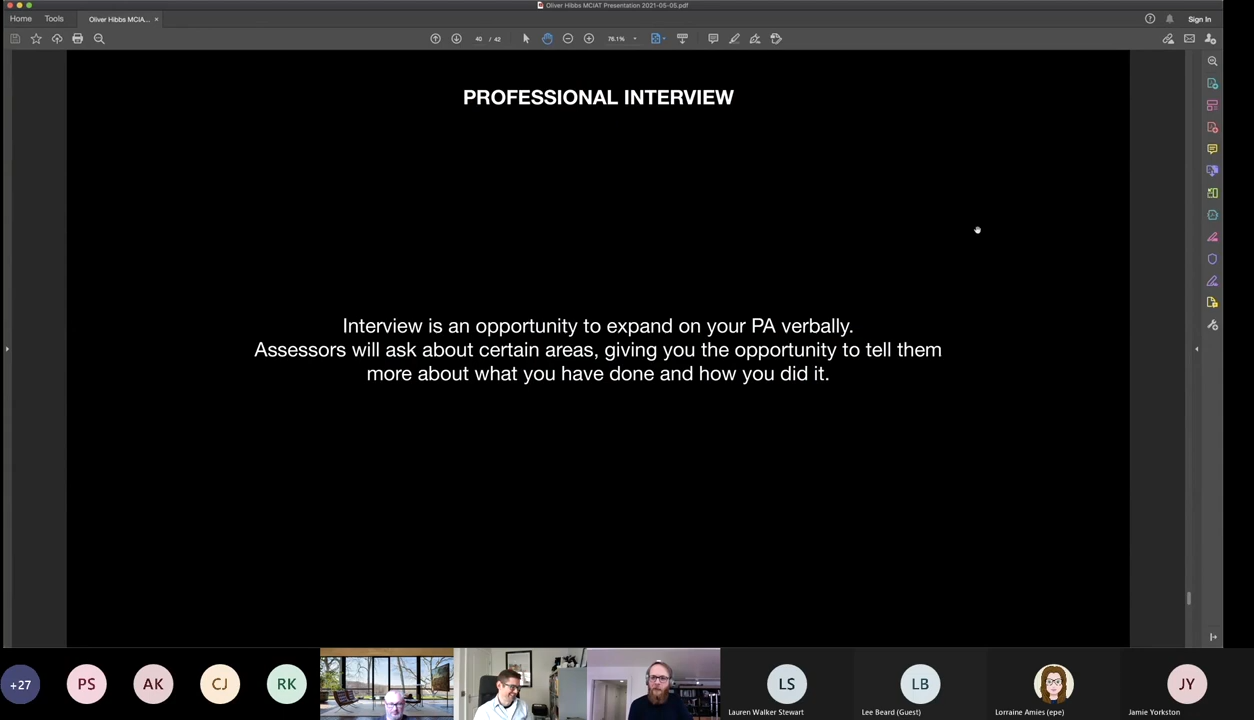 Oliver Hibbs MCIAT Presentation 2021-05-05.pdf
Home Tools Oliver Hibbs MCIA... × Sign In
40 / 42 76.1%
PROFESSIONAL INTERVIEW
Interview is an opportunity to expand on your PA verbally.
Assessors will ask about certain areas, giving you the opportunity to tell them
more about what you have done and how you did it.
+27 PS AK CJ RK LS LB JY
Lauren Walker Stewart Lee Beard (Guest) Lorraine Amies (epe) Jamie Yorkston